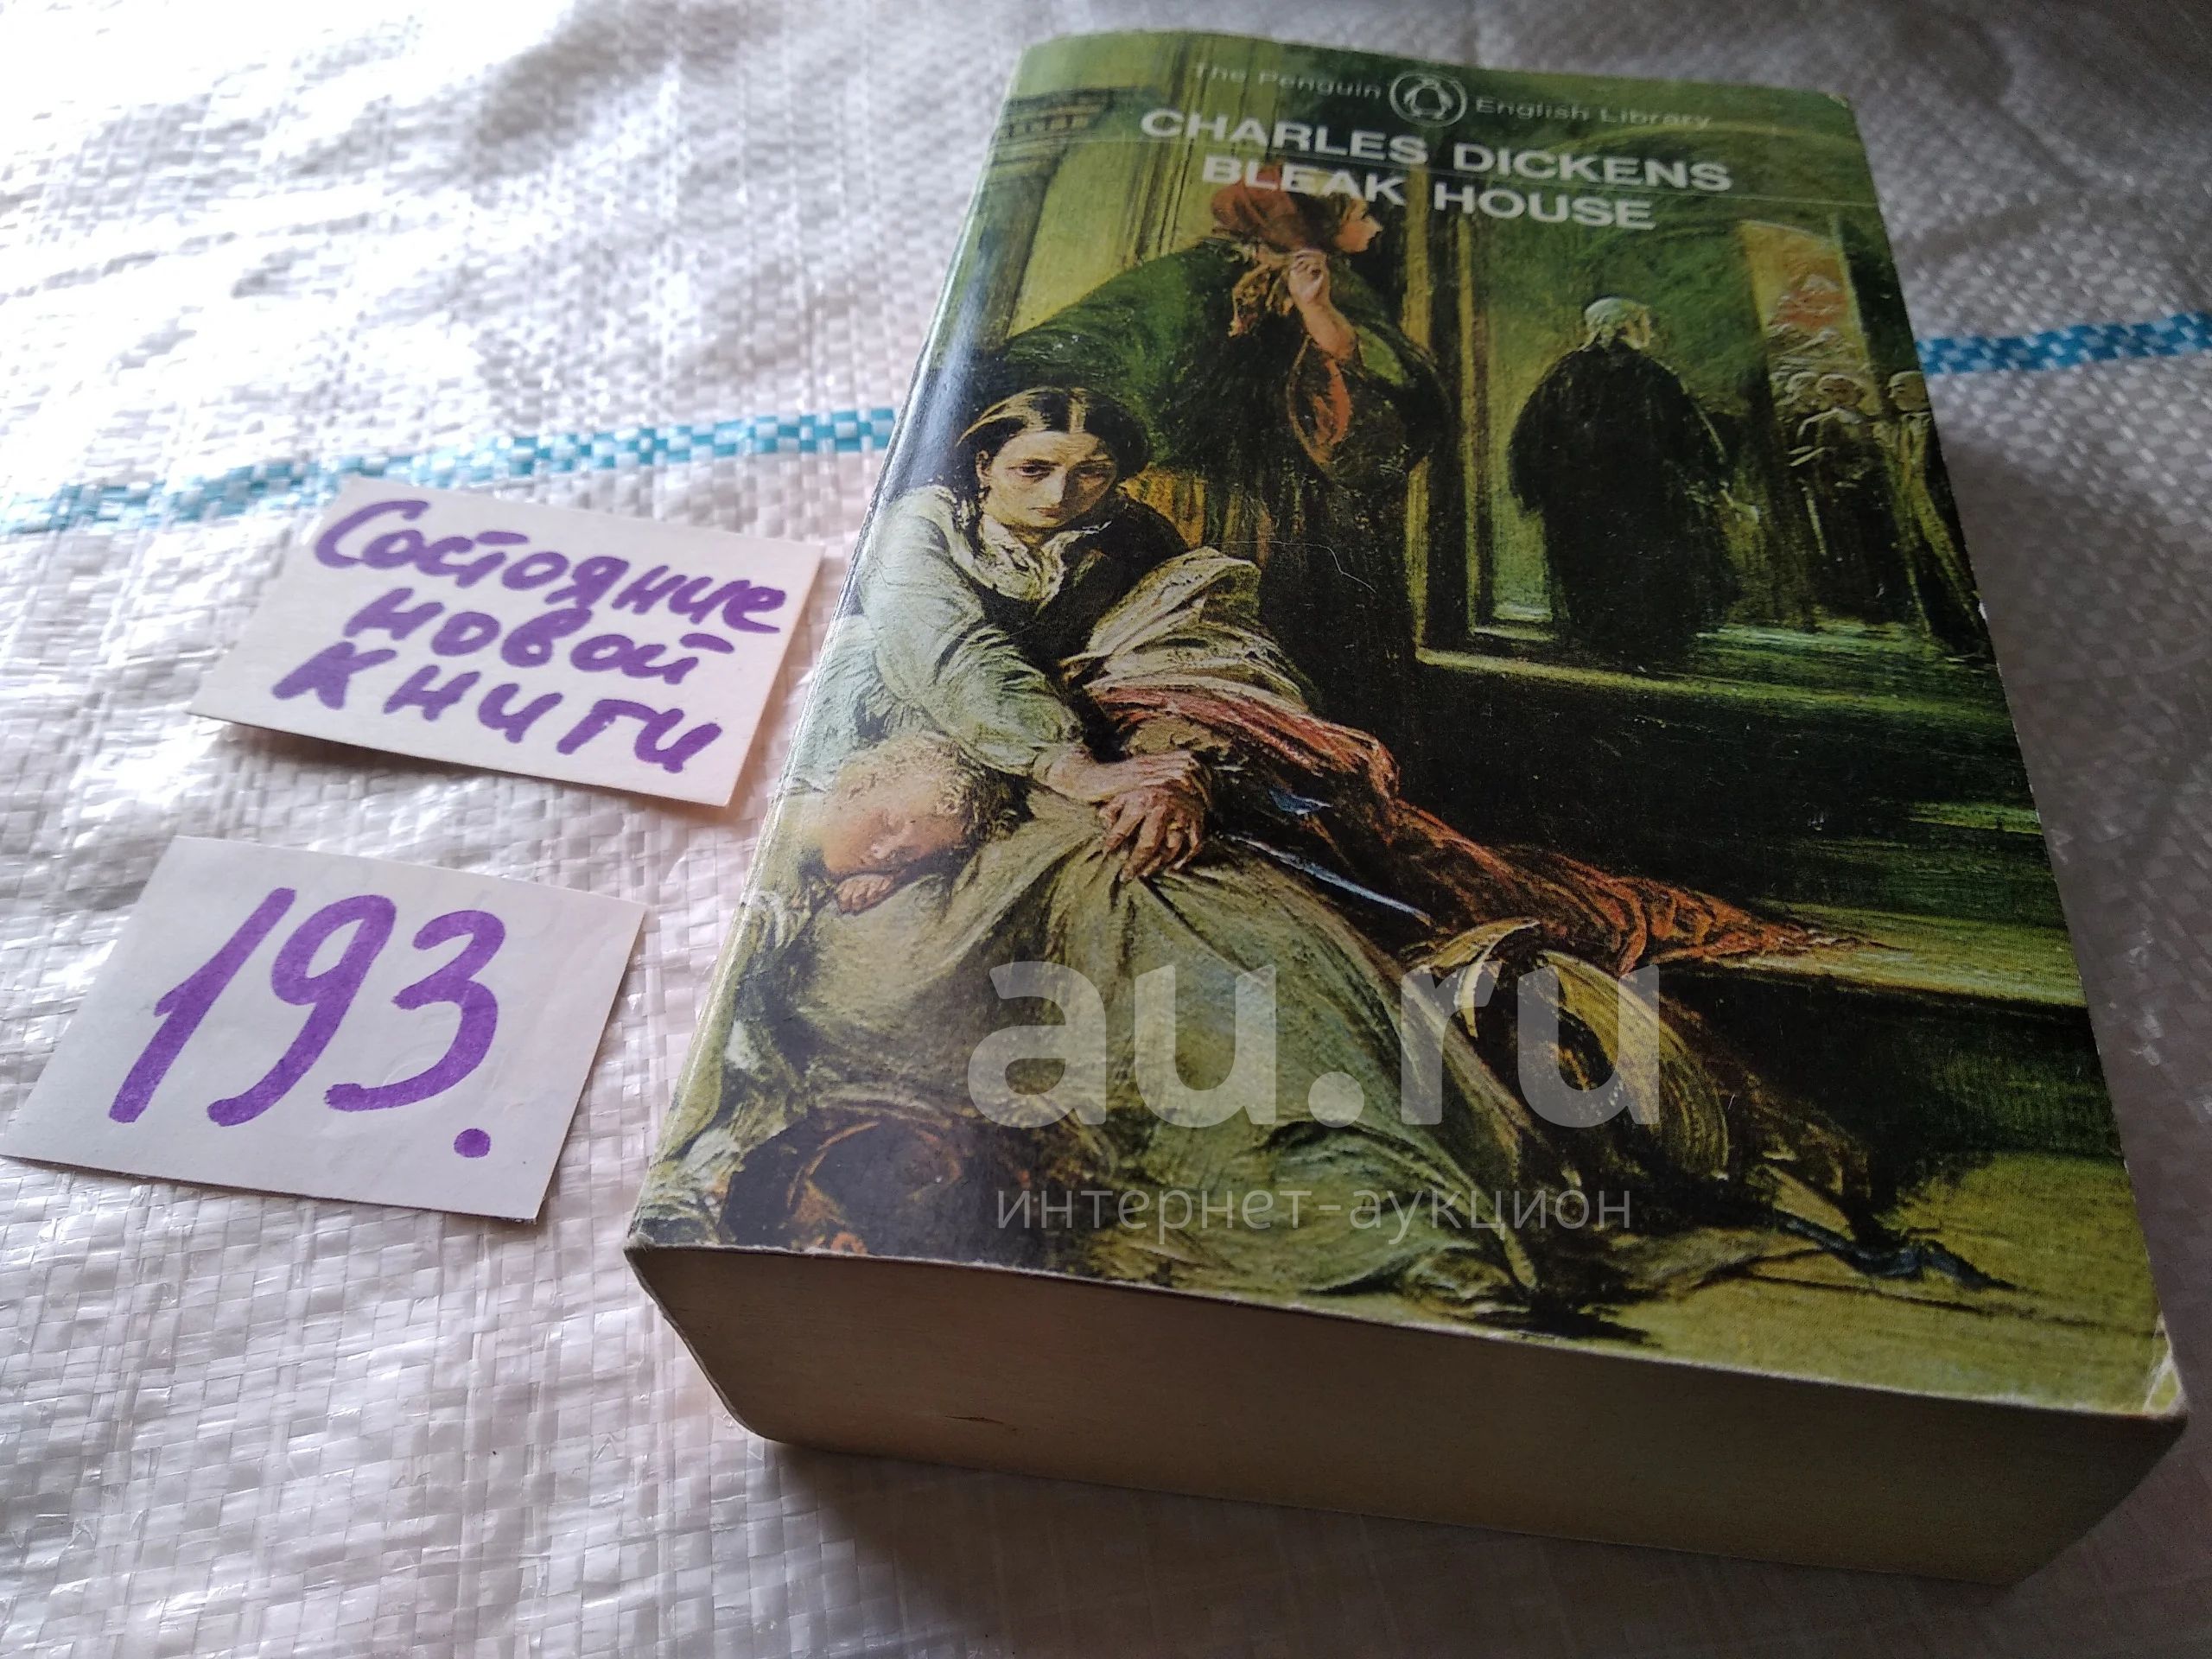 The Penguin English Library
CHARLES DICKENS
BLEAK HOUSE
Состояние
новой
книги
193.
au.ru
интернет-аукцион